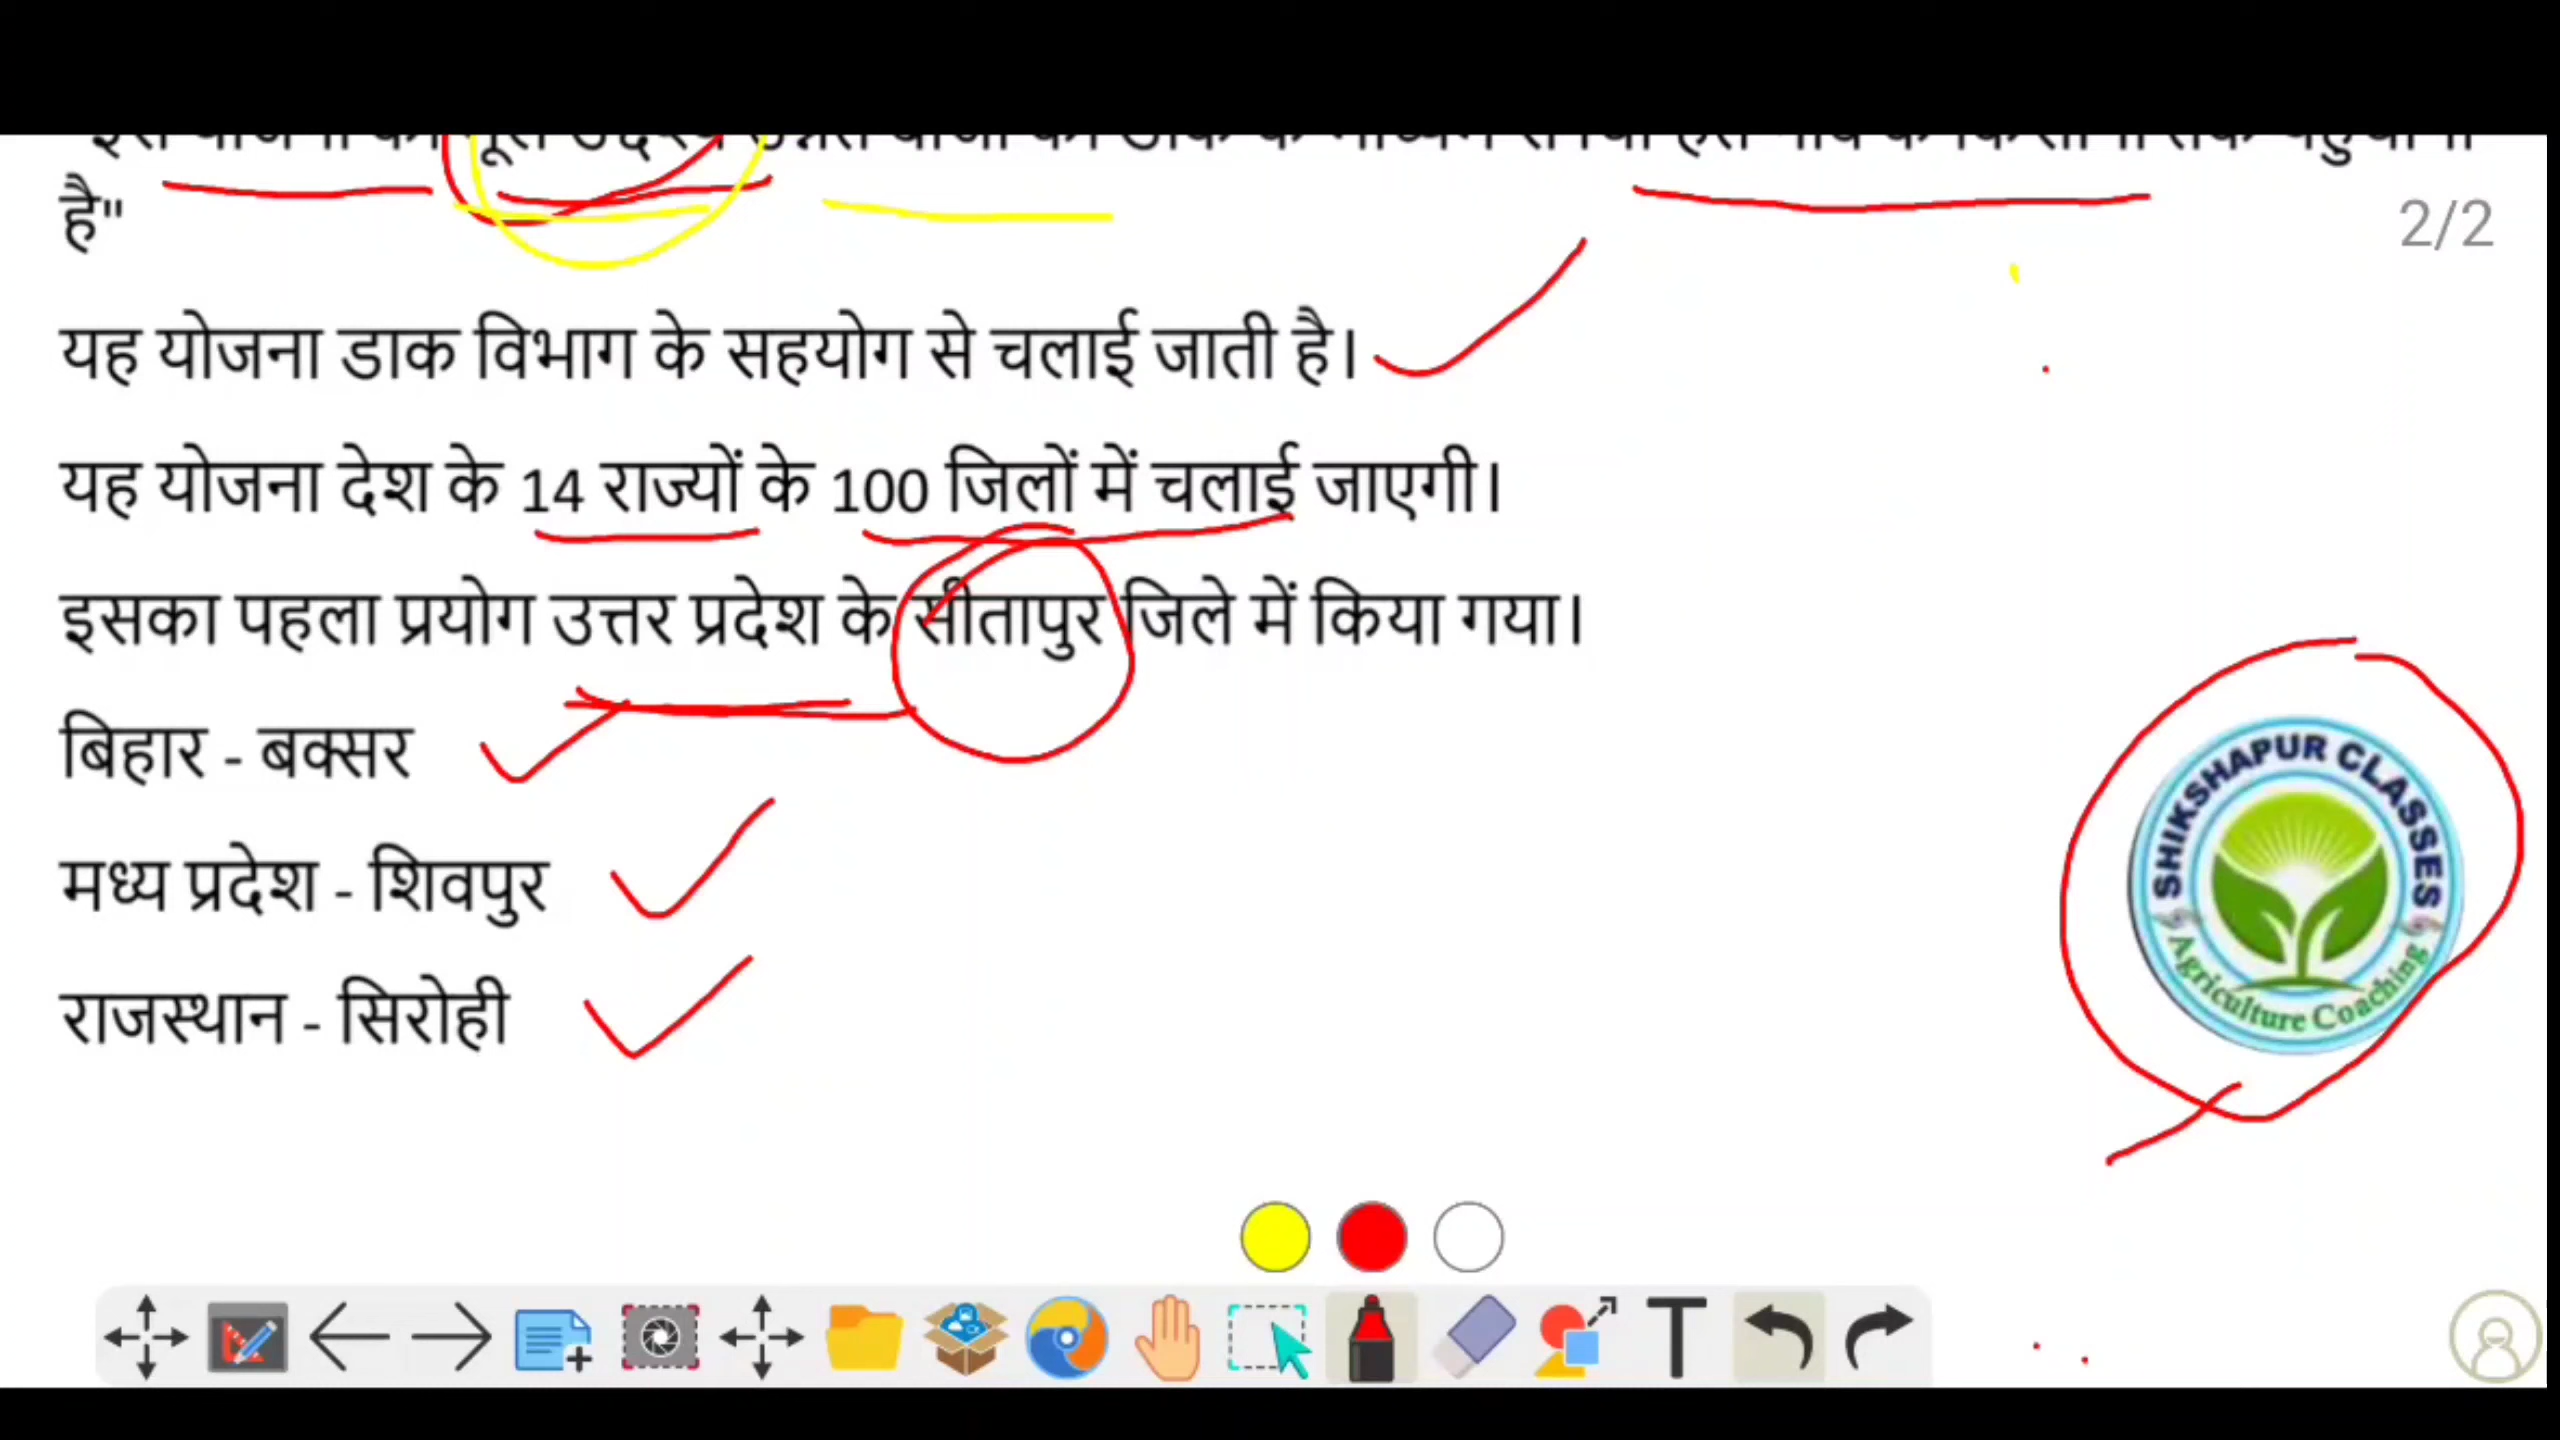 है"
2/2
यह योजना डाक विभाग के सहयोग से चलाई जाती है।
यह योजना देश के 14 राज्यों के 100 जिलों में चलाई जाएगी।
इसका पहला प्रयोग उत्तर प्रदेश के सीतापुर जिले में किया गया।
बिहार - बक्सर
मध्य प्रदेश - शिवपुर
राजस्थान - सिरोही
SHIKSHAPUR CLASSES
Agriculture Coaching
T